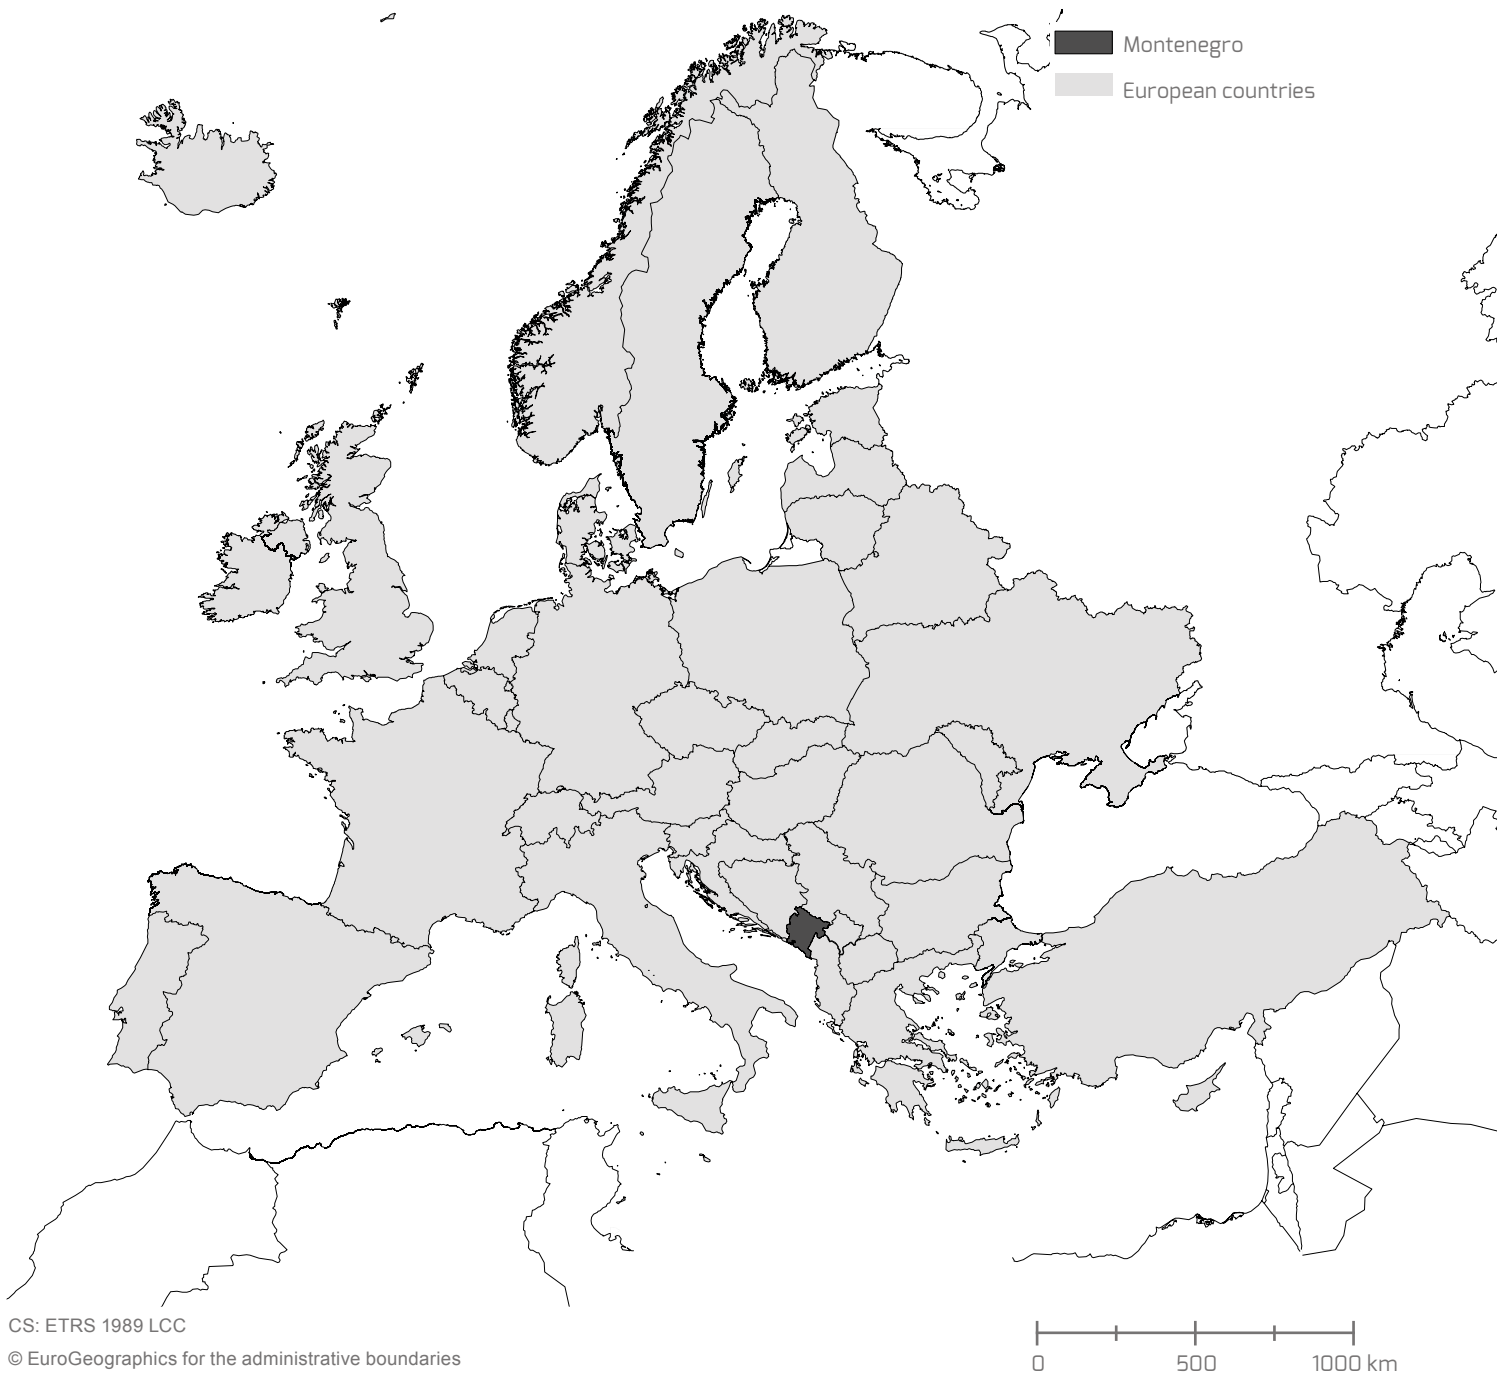 Montenegro
European countries
CS: ETRS 1989 LCC
© EuroGeographics for the administrative boundaries
0 500 1000 km